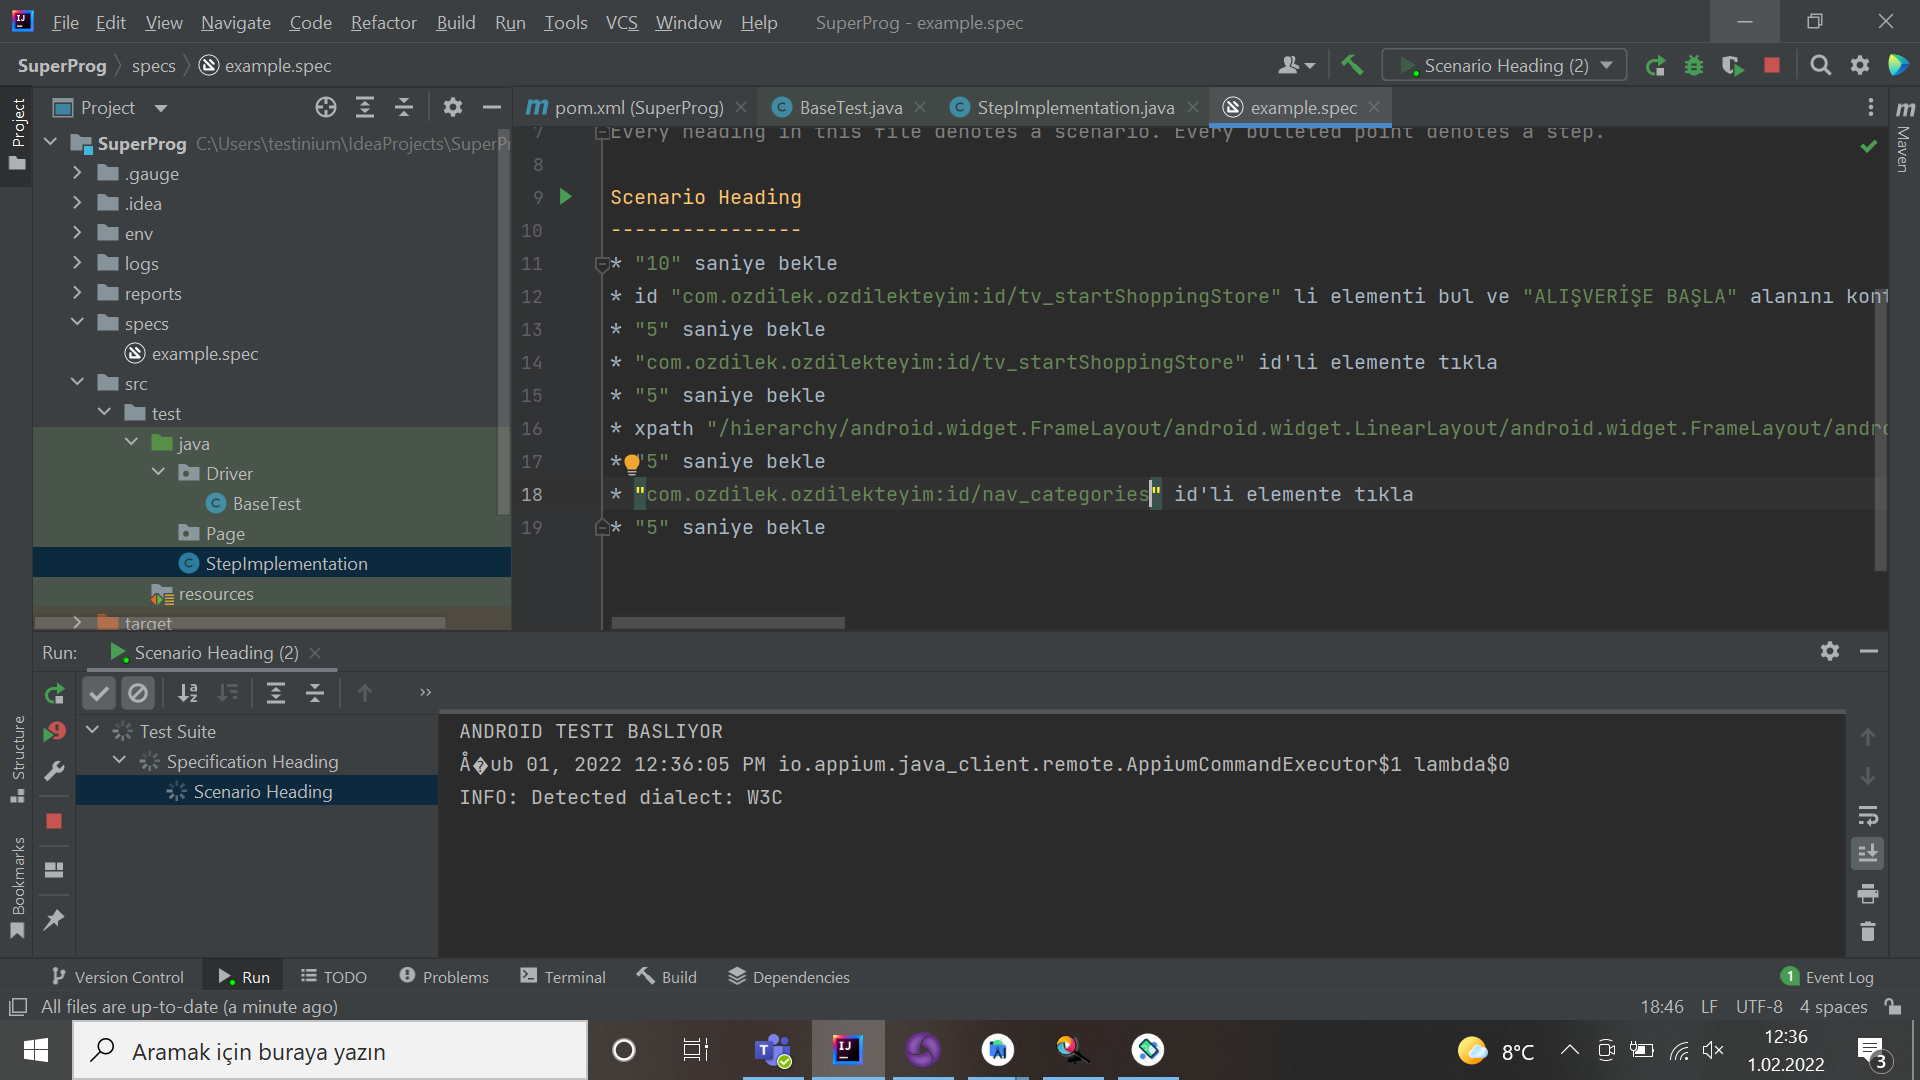 File Edit View Navigate Code Refactor Build Run Tools VCS Window Help SuperProg - example.spec
SuperProg specs example.spec
Scenario Heading (2)
Project
pom.xml (SuperProg) BaseTest.java StepImplementation.java example.spec
Project
Structure
Bookmarks
Maven
SuperProg C:\Users\testinium\IdeaProjects\SuperPr
.gauge
.idea
env
logs
reports
specs
example.spec
src
test
java
Driver
BaseTest
Page
StepImplementation
resources
target
7 Every heading in this file denotes a scenario. Every bulleted point denotes a step.
8
9 Scenario Heading
10 ----------------
11 * "10" saniye bekle
12 * id "com.ozdilek.ozdilekteyim:id/tv_startShoppingStore" li elementi bul ve "ALIŞVERİŞE BAŞLA" alanını kont
13 * "5" saniye bekle
14 * "com.ozdilek.ozdilekteyim:id/tv_startShoppingStore" id'li elemente tıkla
15 * "5" saniye bekle
16 * xpath "/hierarchy/android.widget.FrameLayout/android.widget.LinearLayout/android.widget.FrameLayout/andro
17 * "5" saniye bekle
18 * "com.ozdilek.ozdilekteyim:id/nav_categories" id'li elemente tıkla
19 * "5" saniye bekle
Run: Scenario Heading (2)
Test Suite
Specification Heading
Scenario Heading
ANDROID TESTI BASLIYOR
Å�ub 01, 2022 12:36:05 PM io.appium.java_client.remote.AppiumCommandExecutor$1 lambda$0
INFO: Detected dialect: W3C
Version Control Run TODO Problems Terminal Build Dependencies 1 Event Log
All files are up-to-date (a minute ago) 18:46 LF UTF-8 4 spaces
Aramak için buraya yazın
8°C
12:36
1.02.2022
3